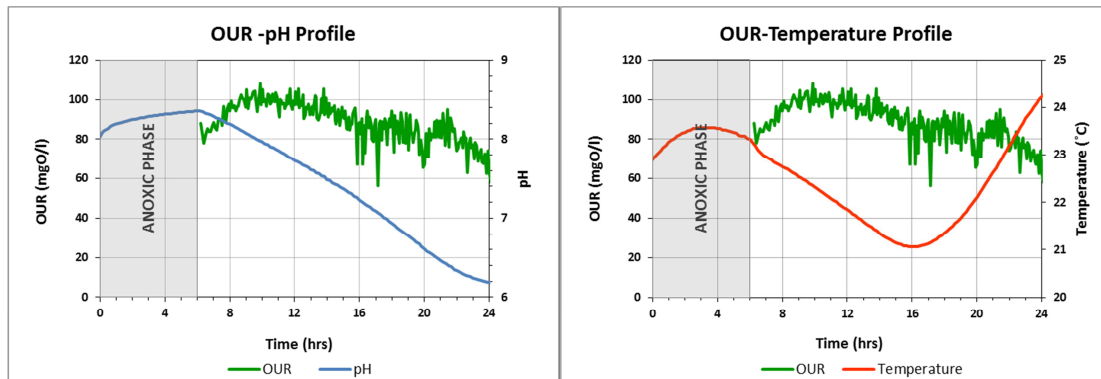 OUR -pH Profile
120
100
80
60
40
20
0
OUR (mgO/l)
ANOXIC PHASE
9
8
7
6
pH
0
4
8
12
16
20
24
Time (hrs)
OUR
pH
OUR-Temperature Profile
120
100
80
60
40
20
0
OUR (mgO/l)
ANOXIC PHASE
25
24
23
22
21
20
Temperature (˚C)
0
4
8
12
16
20
24
Time (hrs)
OUR
Temperature